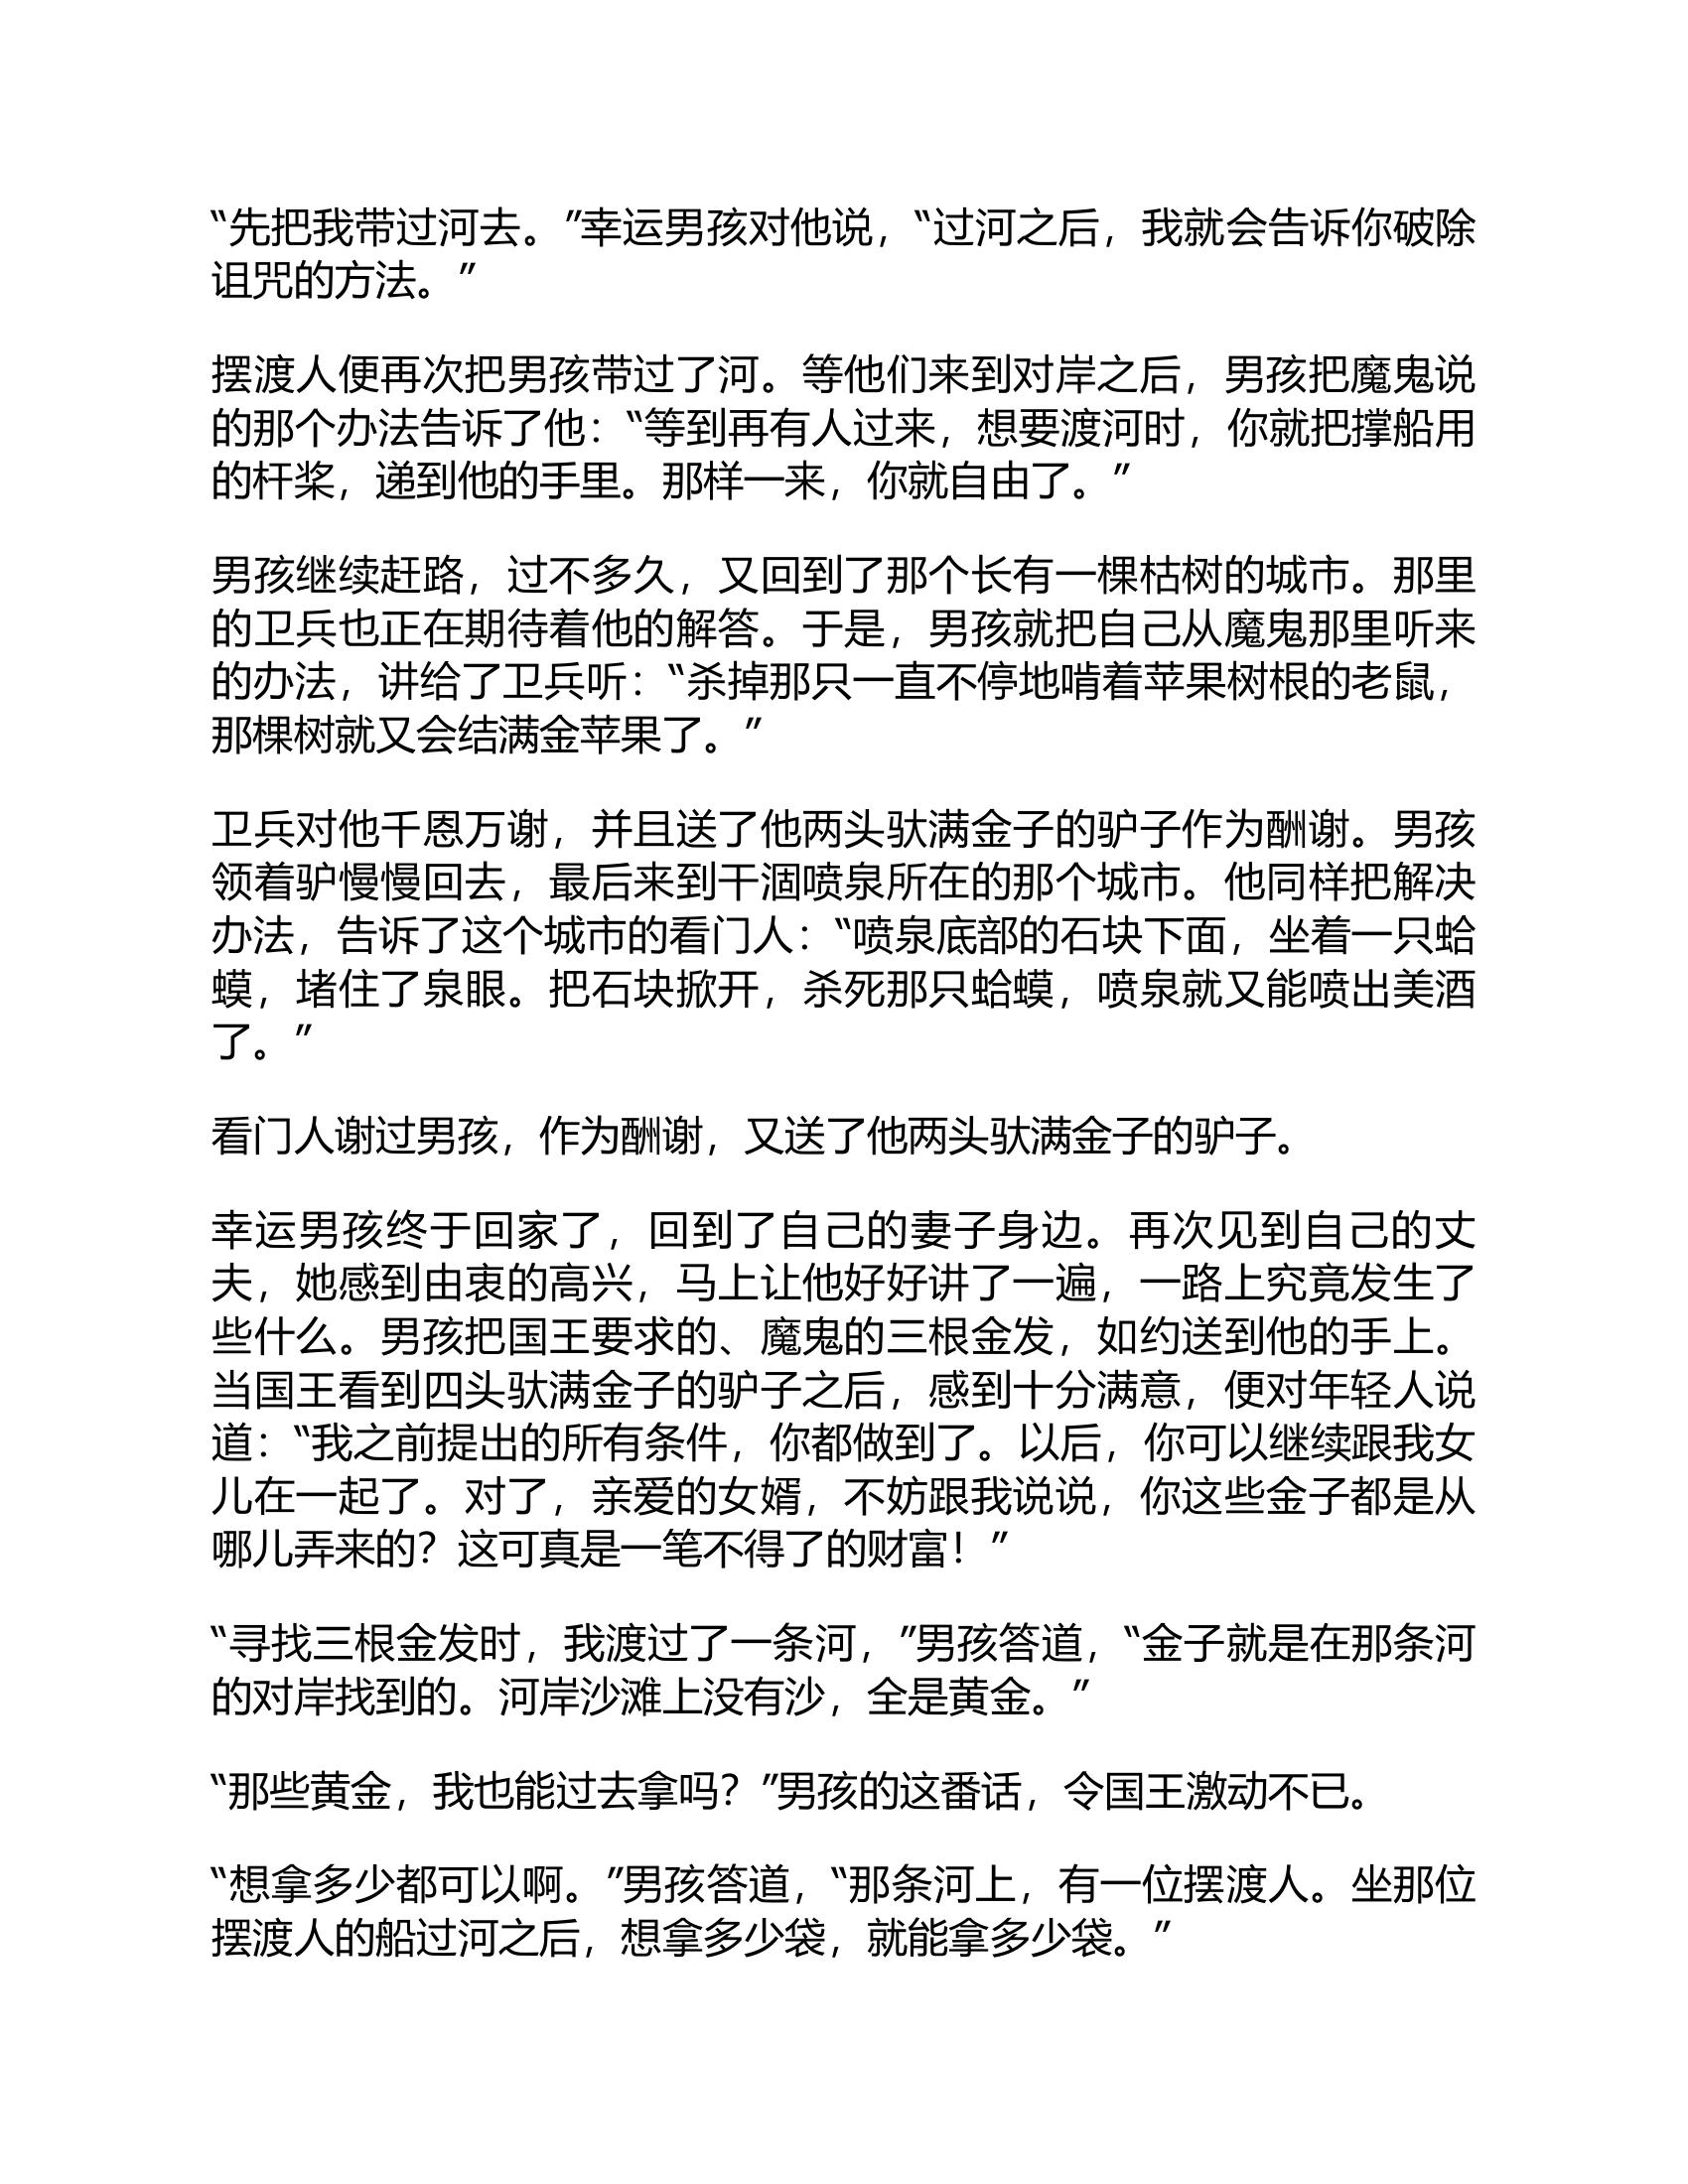 “先把我带过河去。”幸运男孩对他说，“过河之后，我就会告诉你破除
诅咒的方法。”
摆渡人便再次把男孩带过了河。等他们来到对岸之后，男孩把魔鬼说
的那个办法告诉了他：“等到再有人过来，想要渡河时，你就把撑船用
的杆桨，递到他的手里。那样一来，你就自由了。”
男孩继续赶路，过不多久，又回到了那个长有一棵枯树的城市。那里
的卫兵也正在期待着他的解答。于是，男孩就把自己从魔鬼那里听来
的办法，讲给了卫兵听：“杀掉那只一直不停地啃着苹果树根的老鼠，
那棵树就又会结满金苹果了。”
卫兵对他千恩万谢，并且送了他两头驮满金子的驴子作为酬谢。男孩
领着驴慢慢回去，最后来到干涸喷泉所在的那个城市。他同样把解决
办法，告诉了这个城市的看门人：“喷泉底部的石块下面，坐着一只蛤
蟆，堵住了泉眼。把石块掀开，杀死那只蛤蟆，喷泉就又能喷出美酒
了。”
看门人谢过男孩，作为酬谢，又送了他两头驮满金子的驴子。
幸运男孩终于回家了，回到了自己的妻子身边。再次见到自己的丈
夫，她感到由衷的高兴，马上让他好好讲了一遍，一路上究竟发生了
些什么。男孩把国王要求的、魔鬼的三根金发，如约送到他的手上。
当国王看到四头驮满金子的驴子之后，感到十分满意，便对年轻人说
道：“我之前提出的所有条件，你都做到了。以后，你可以继续跟我女
儿在一起了。对了，亲爱的女婿，不妨跟我说说，你这些金子都是从
哪儿弄来的？这可真是一笔不得了的财富！”
“寻找三根金发时，我渡过了一条河，”男孩答道，“金子就是在那条河
的对岸找到的。河岸沙滩上没有沙，全是黄金。”
“那些黄金，我也能过去拿吗？”男孩的这番话，令国王激动不已。
“想拿多少都可以啊。”男孩答道，“那条河上，有一位摆渡人。坐那位
摆渡人的船过河之后，想拿多少袋，就能拿多少袋。”